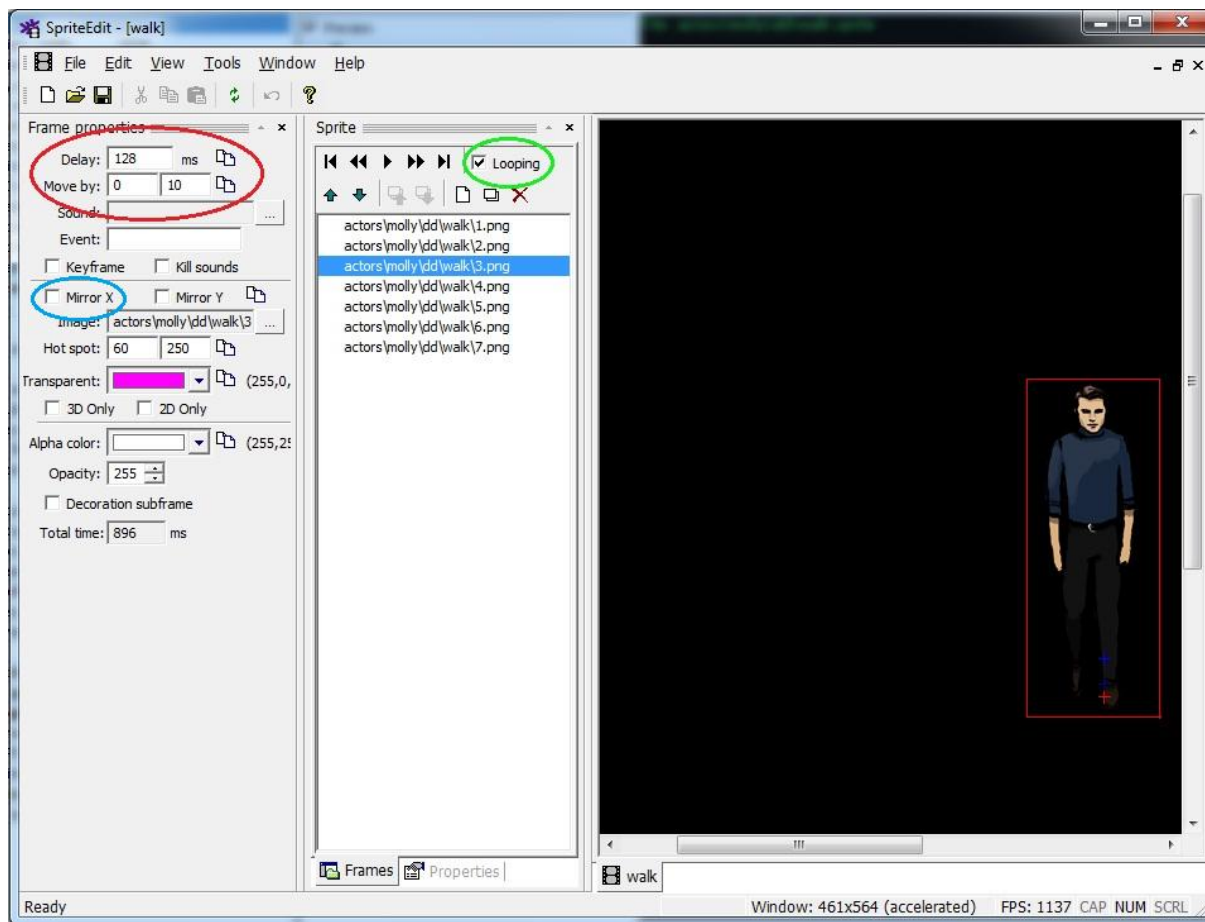 SpriteEdit - [walk]
File Edit View Tools Window Help
Frame properties
Delay: 128 ms
Move by: 0 10
Sound: ...
Event:
Keyframe Kill sounds
Mirror X Mirror Y
Image: actors\molly\dd\walk\3 ...
Hot spot: 60 250
Transparent: (255,0,
3D Only 2D Only
Alpha color: (255,25
Opacity: 255
Decoration subframe
Total time: 896 ms
Sprite
Looping
actors\molly\dd\walk\1.png
actors\molly\dd\walk\2.png
actors\molly\dd\walk\3.png
actors\molly\dd\walk\4.png
actors\molly\dd\walk\5.png
actors\molly\dd\walk\6.png
actors\molly\dd\walk\7.png
Frames Properties
walk
Ready Window: 461x564 (accelerated) FPS: 1137 CAP NUM SCRL